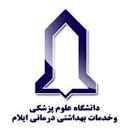 دانشگاه علوم پزشکی
وخدمات بهداشتی درمانی ایلام